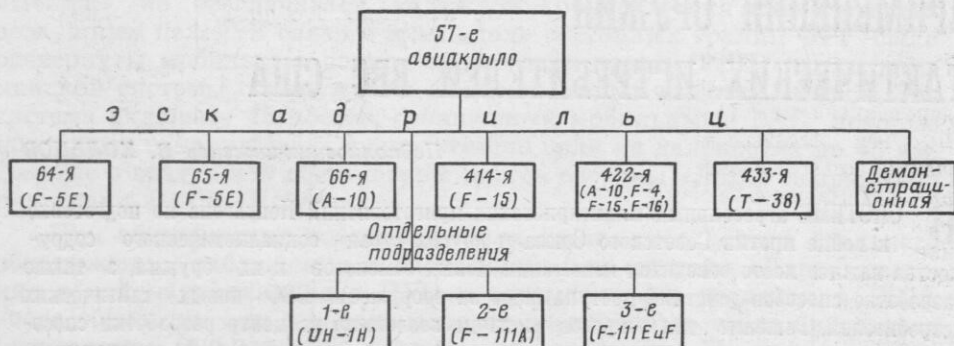 57-е
авиакрыло
э с к а д р и л ь и
64-я
(F-5E)
65-я
(F-5E)
66-я
(A-10)
414-я
(F-15)
422-я
(A-10, F-4,
F-15, F-16)
433-я
(T-38)
Демон-
страци-
онная
Отдельные
подразделения
1-е
(UH-1H)
2-е
(F-111A)
3-е
(F-111E и F)